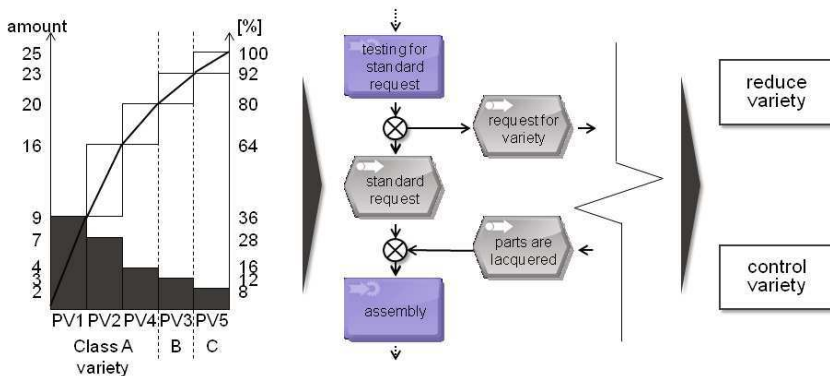 amount
[%]
25
23
20
16
9
7
4
3
2
100
92
80
64
36
28
16
12
8
PV1 PV2 PV4 PV3 PV5
Class A B C
variety
testing for
standard
request
request for
variety
standard
request
parts are
lacquered
assembly
reduce
variety
control
variety